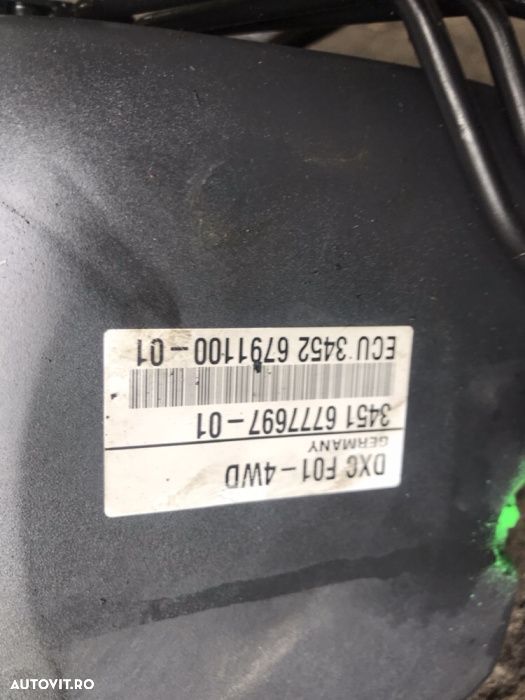 DXC F01-4WD
GERMANY
3451 6777697-01
ECU 3452 6791100-01
AUTOVIT.RO